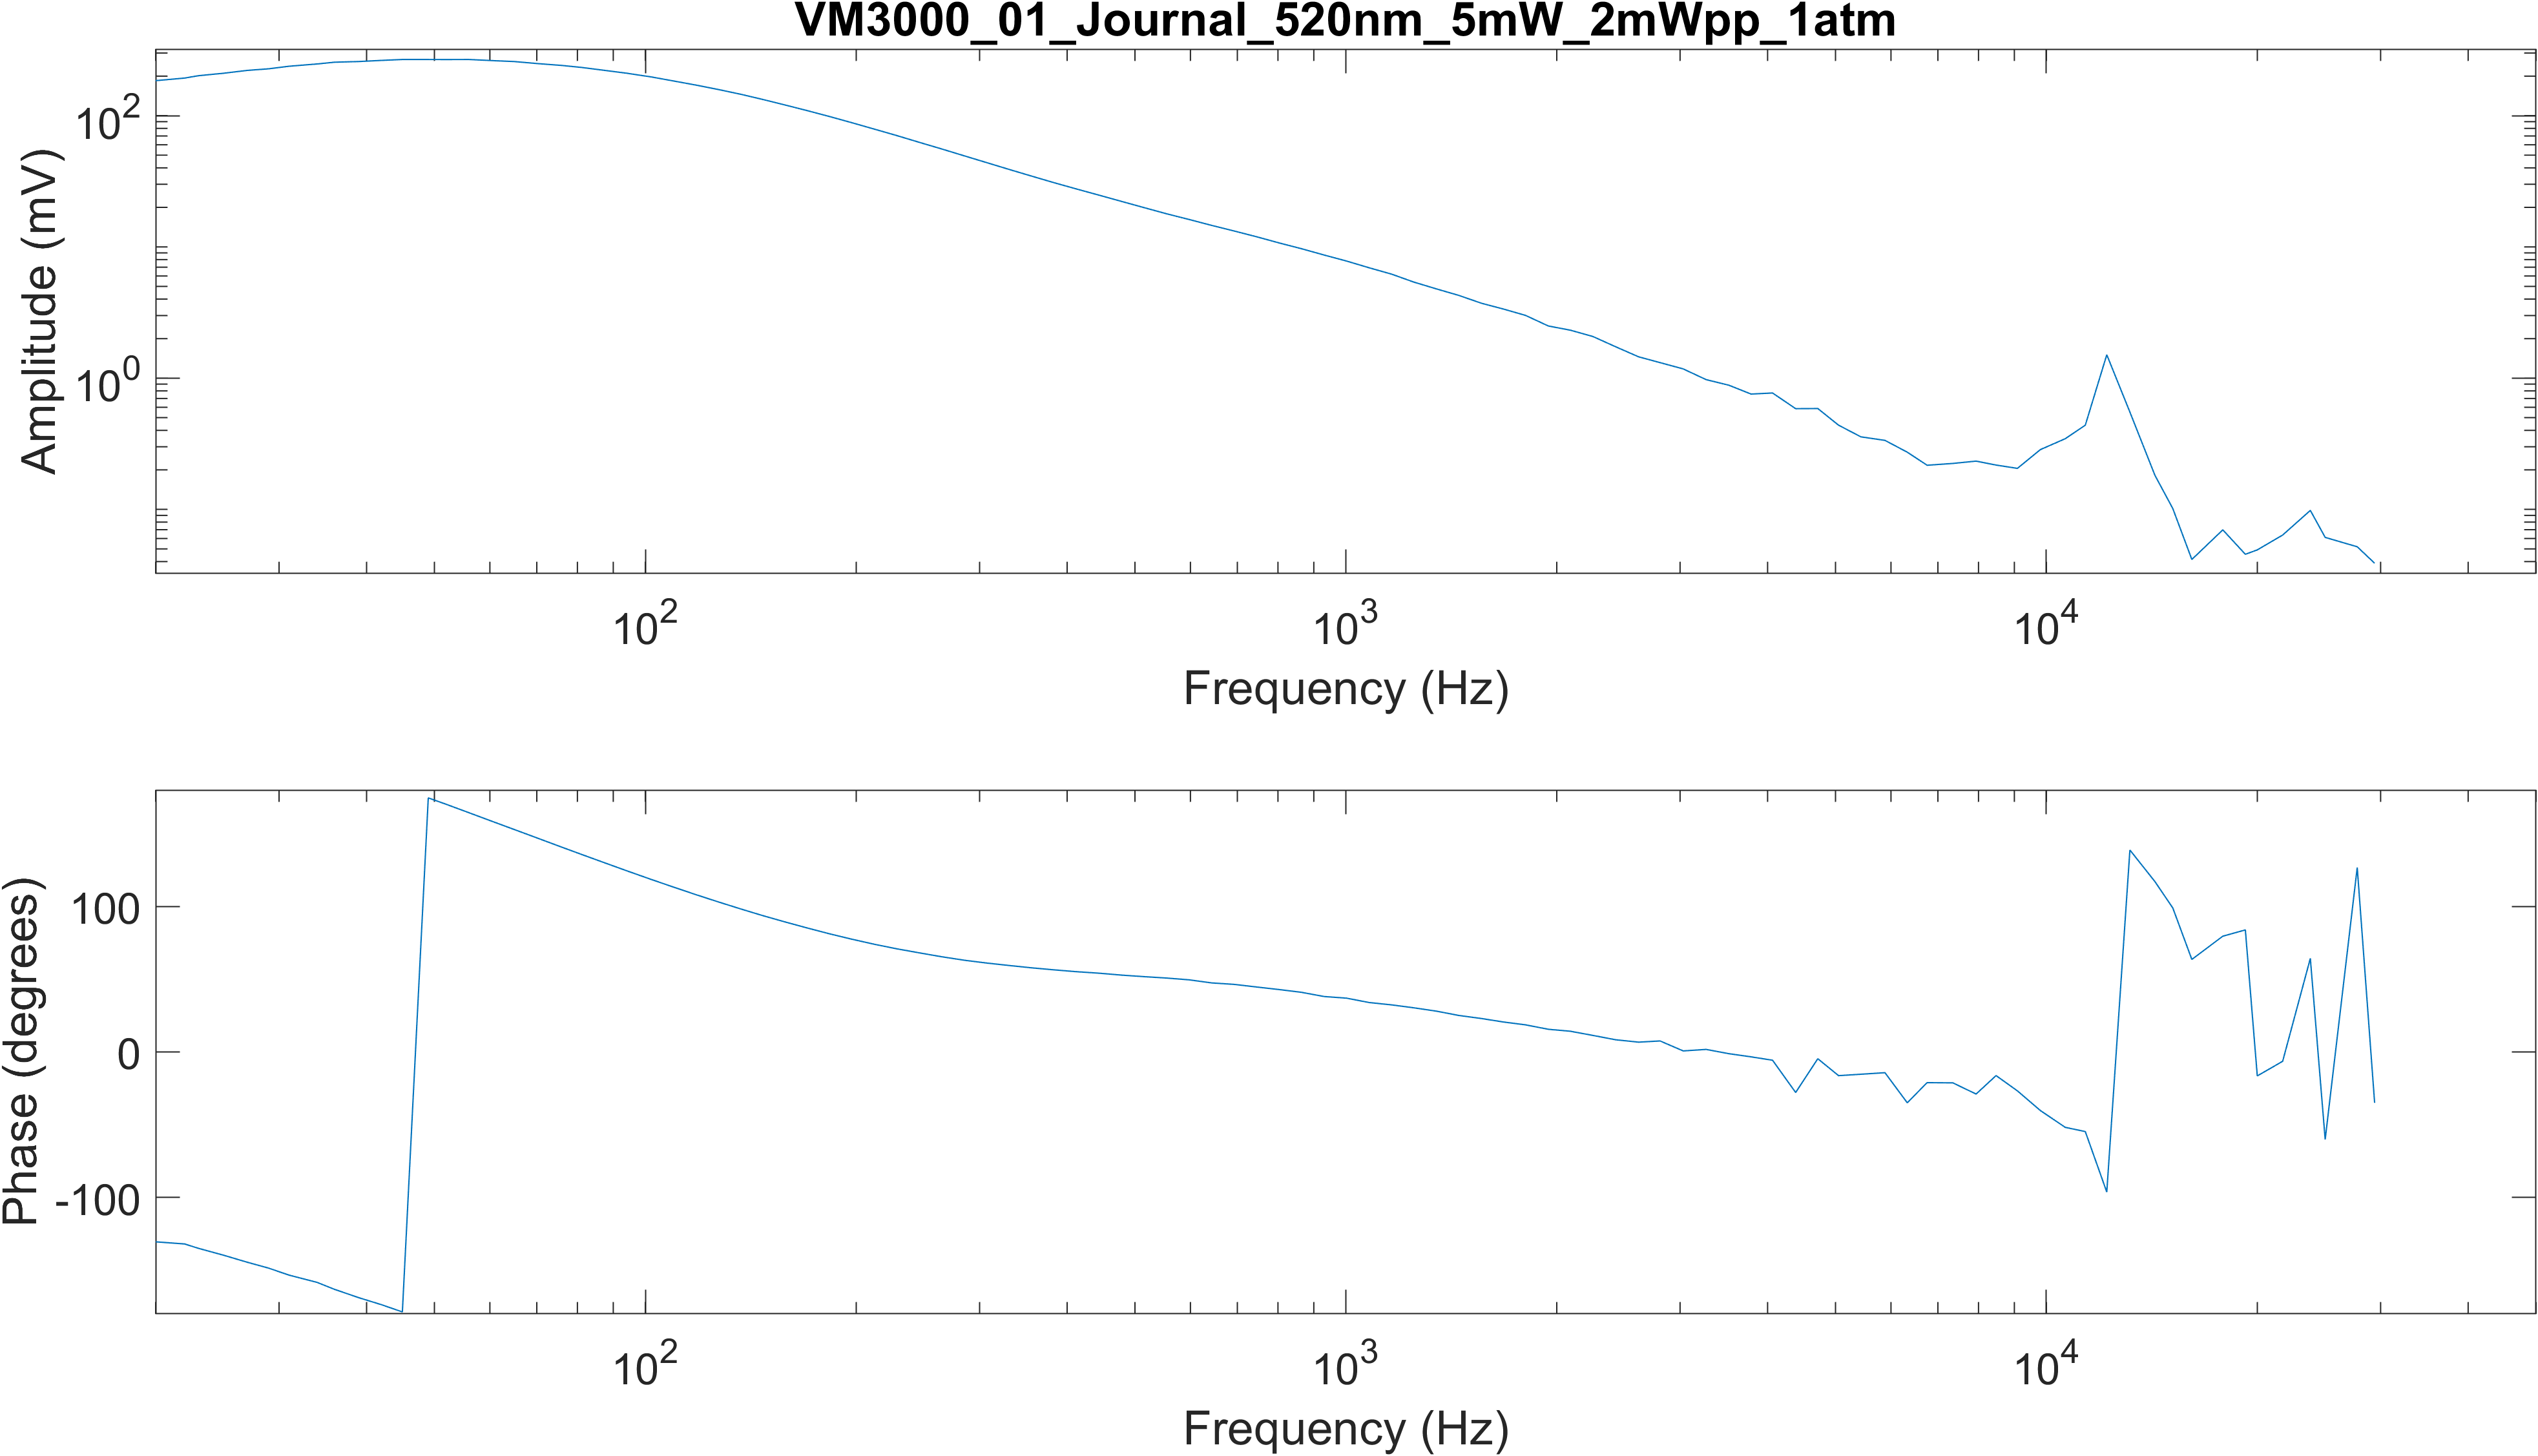 VM3000_01_Journal_520nm_5mW_2mWpp_1atm
Amplitude (mV)
10^2
10^0
10^2
10^3
10^4
Frequency (Hz)
Phase (degrees)
100
0
-100
10^2
10^3
10^4
Frequency (Hz)